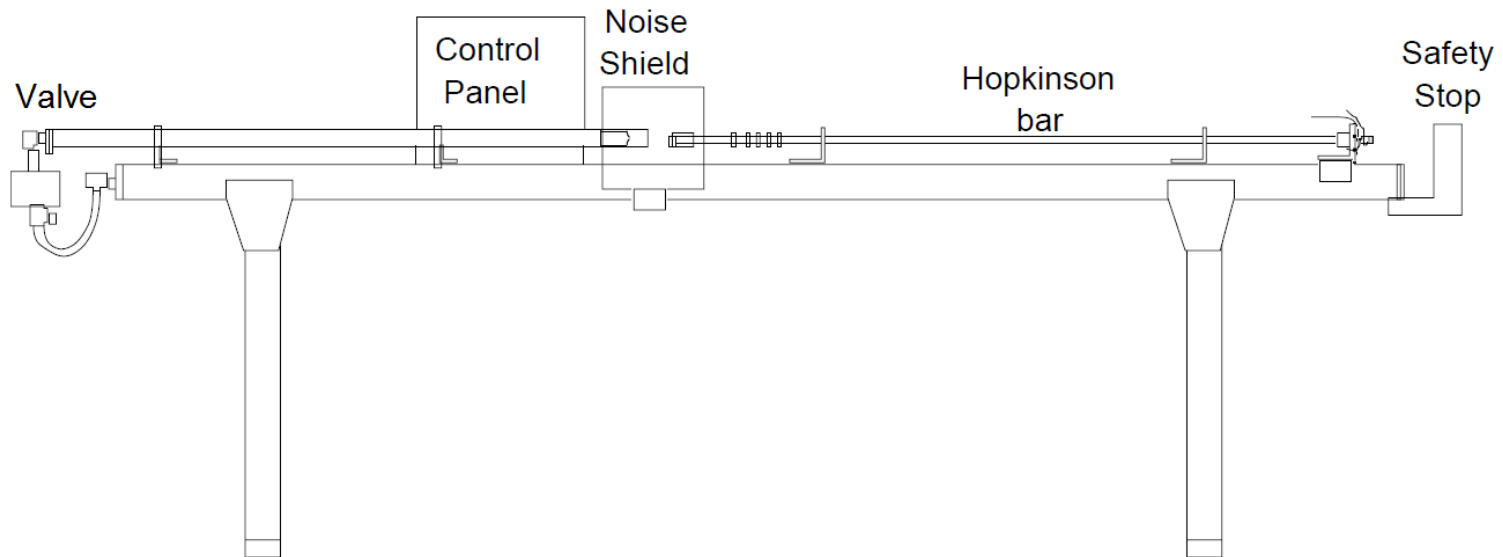 Valve
Control
Panel
Noise
Shield
Hopkinson
bar
Safety
Stop